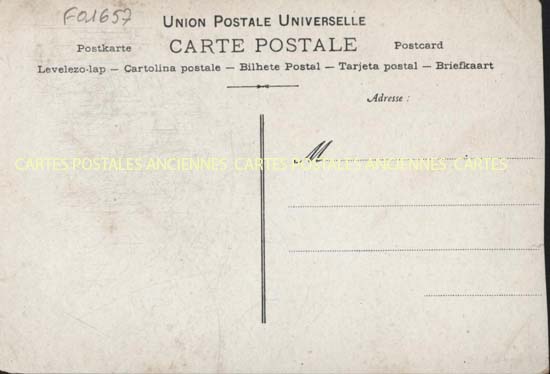 FA01657
UNION POSTALE UNIVERSELLE
Postkarte CARTE POSTALE Postcard
Levelezo-lap — Cartolina postale — Bilhete Postal — Tarjeta postal — Briefkaart
Adresse :
M
CARTES POSTALES ANCIENNES CARTES POSTALES ANCIENNES CARTES